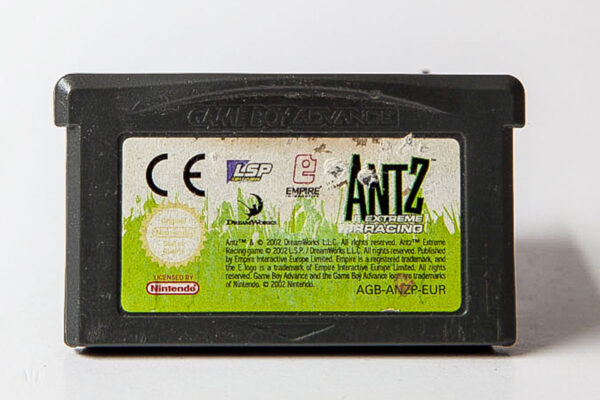 GAME BOY ADVANCE
CE
LSP
EMPIRE
INTERACTIVE
DREAMWORKS
ANTZ
EXTREME
RACING
Nintendo
LICENSED BY
Nintendo
Antz™ & © 2002 DreamWorks L.L.C. All rights reserved. Antz™ Extreme
Racing game © 2002 L.S.P. / DreamWorks L.L.C. All rights reserved. Published
by Empire Interactive Europe Limited. Empire is a registered trademark, and
the E logo is a trademark of Empire Interactive Europe Limited. All rights
reserved. Game Boy and the Game Boy Advance logo are trademarks
of Nintendo. © 2002 Nintendo.
AGB-ANZP-EUR